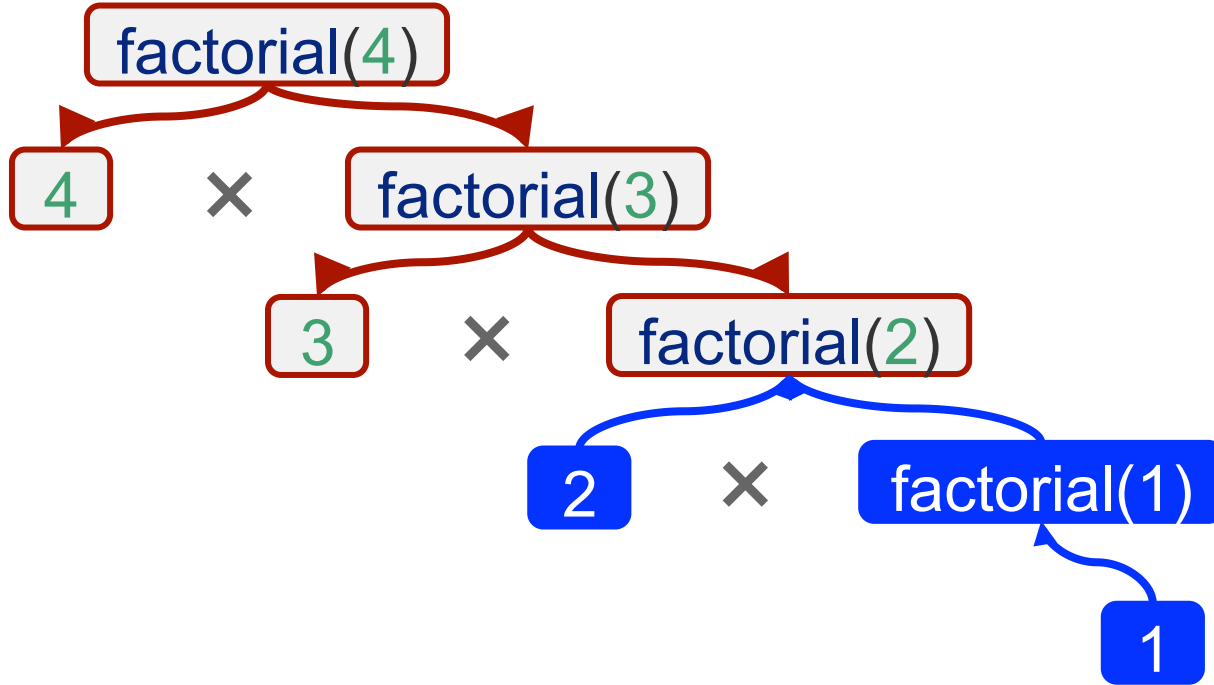 factorial(4)
4 × factorial(3)
3 × factorial(2)
2 × factorial(1)
1